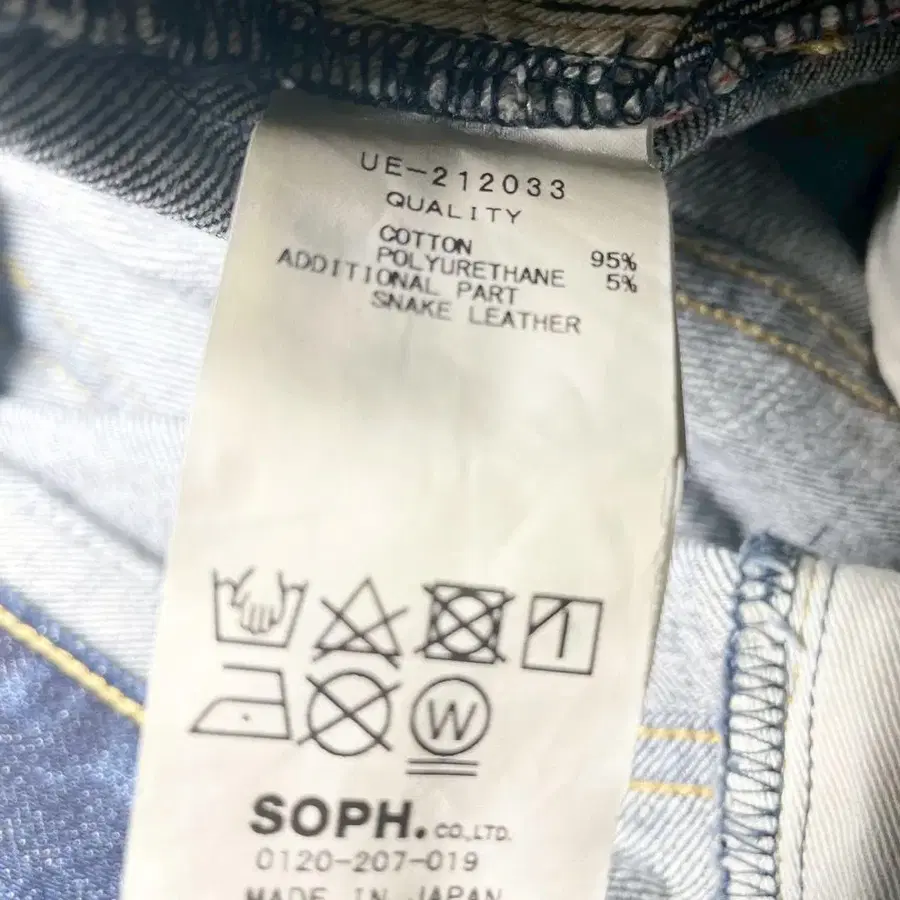 UE-212033
QUALITY
COTTON 95%
POLYURETHANE 5%
ADDITIONAL PART
SNAKE LEATHER
W
SOPH. CO.,LTD.
0120-207-019
MADE IN JAPAN